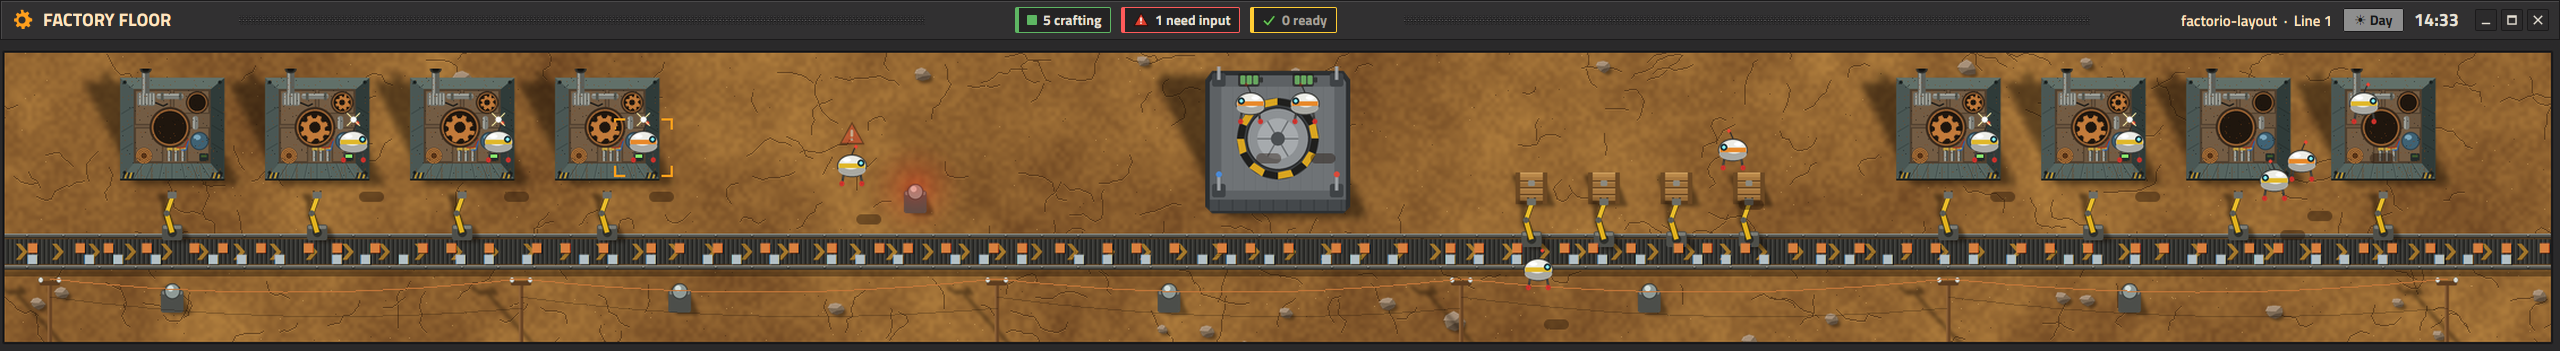 FACTORY FLOOR
5 crafting
1 need input
0 ready
factorio-layout · Line 1
Day
14:33